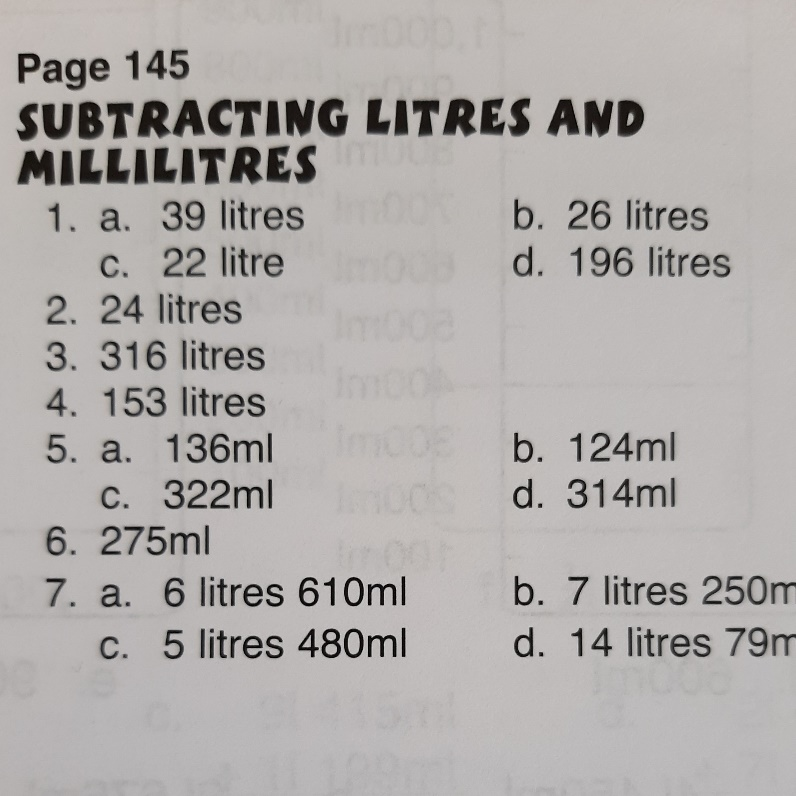 Page 145
SUBTRACTING LITRES AND
MILLILITRES
1. a. 39 litres b. 26 litres
c. 22 litre d. 196 litres
2. 24 litres
3. 316 litres
4. 153 litres
5. a. 136ml b. 124ml
c. 322ml d. 314ml
6. 275ml
7. a. 6 litres 610ml b. 7 litres 250m
c. 5 litres 480ml d. 14 litres 79m